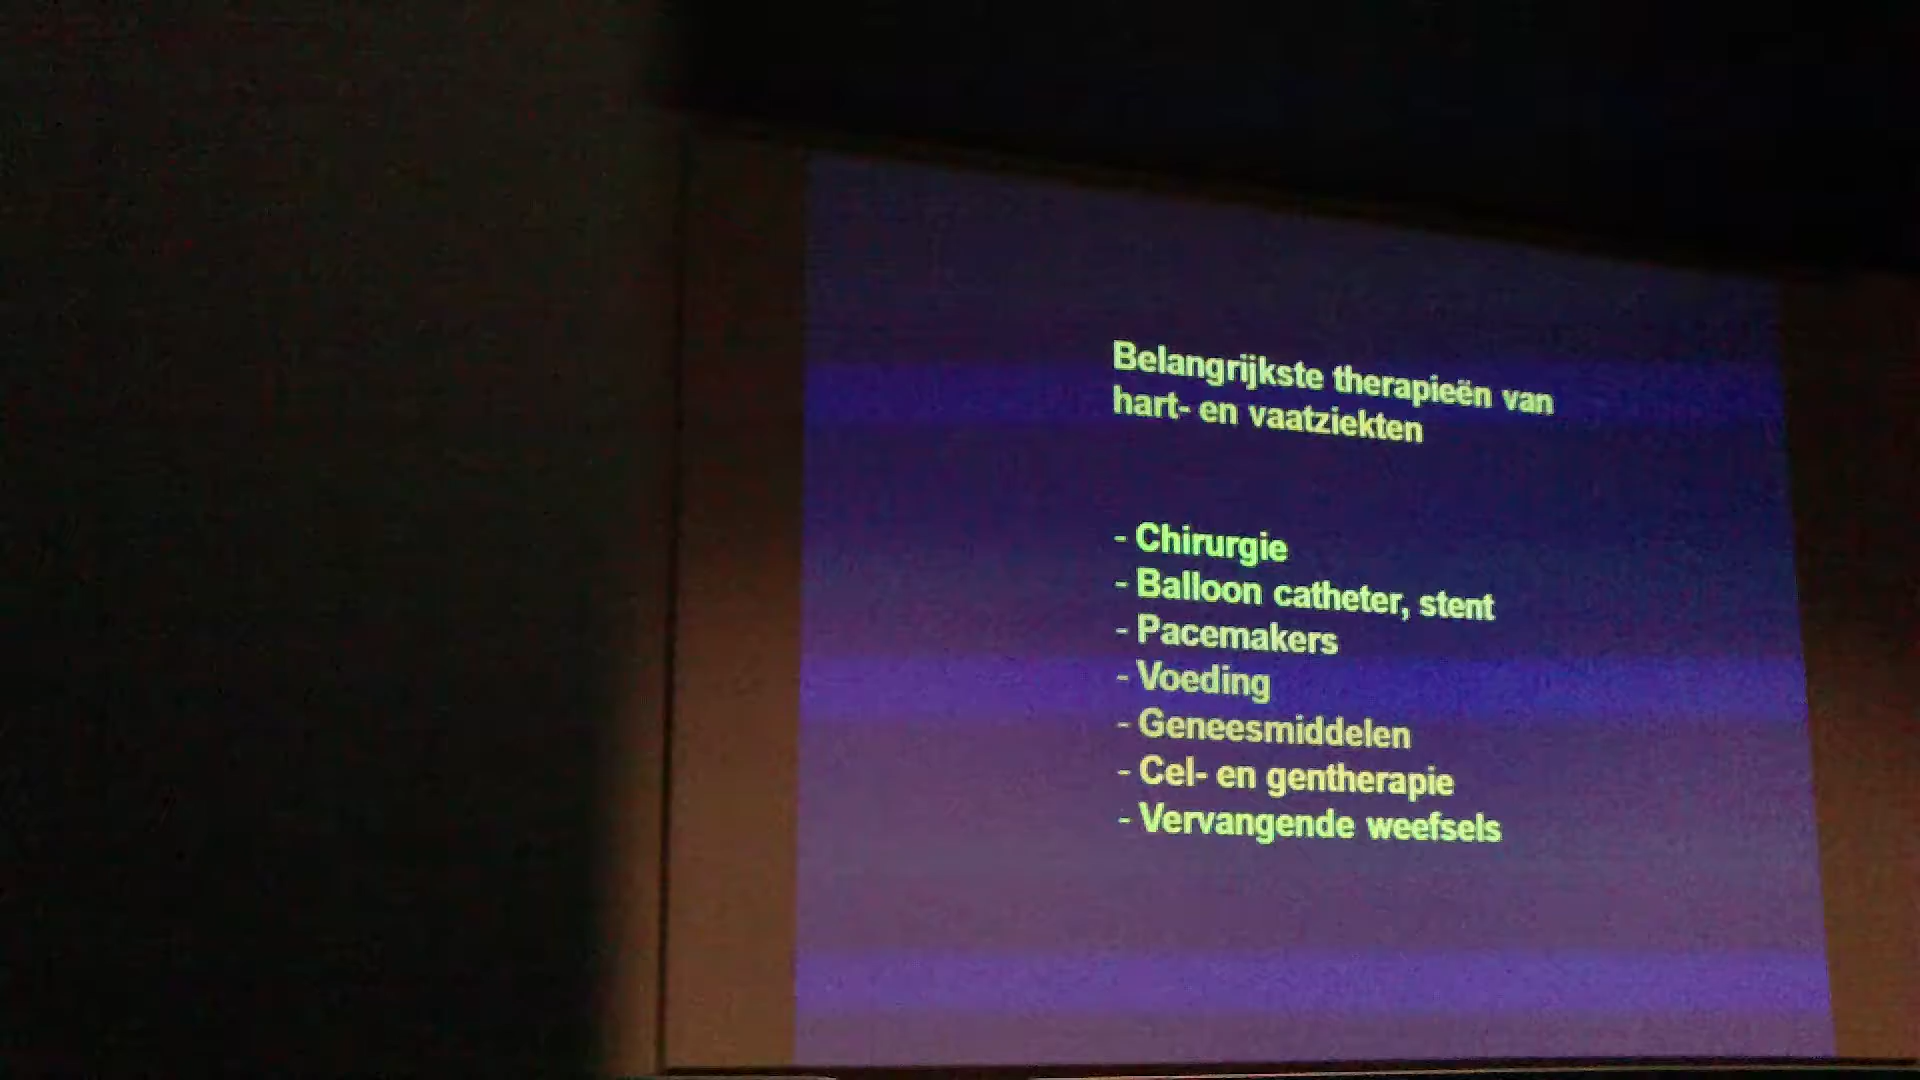 Belangrijkste therapieën van
hart- en vaatziekten
- Chirurgie
- Balloon catheter, stent
- Pacemakers
- Voeding
- Geneesmiddelen
- Cel- en gentherapie
- Vervangende weefsels